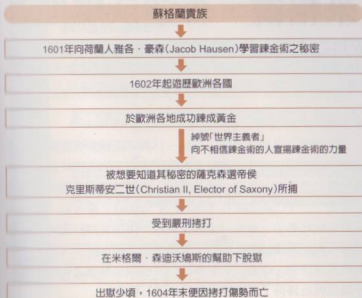 蘇格蘭貴族
1601年向荷蘭人雅各・豪森(Jacob Hausen)學習鍊金術之秘密
1602年起遊歷歐洲各國
於歐洲各地成功鍊成黃金
綽號「世界主義者」
向不相信鍊金術的人宣揚鍊金術的力量
被想要知道其秘密的薩克森選帝侯
克里斯蒂安二世(Christian II, Elector of Saxony)所捕
受到嚴刑拷打
在米格爾・森迪沃鳩斯的幫助下脫獄
出獄少頃，1604年末便因拷打傷勢而亡